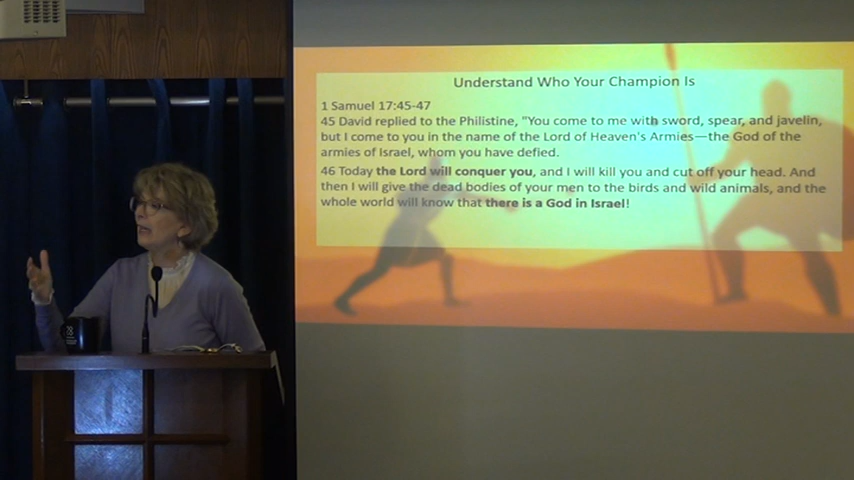 Understand Who Your Champion Is
1 Samuel 17:45-47
45 David replied to the Philistine, "You come to me with sword, spear, and javelin,
but I come to you in the name of the Lord of Heaven's Armies—the God of the
armies of Israel, whom you have defied.
46 Today the Lord will conquer you, and I will kill you and cut off your head. And
then I will give the dead bodies of your men to the birds and wild animals, and the
whole world will know that there is a God in Israel!